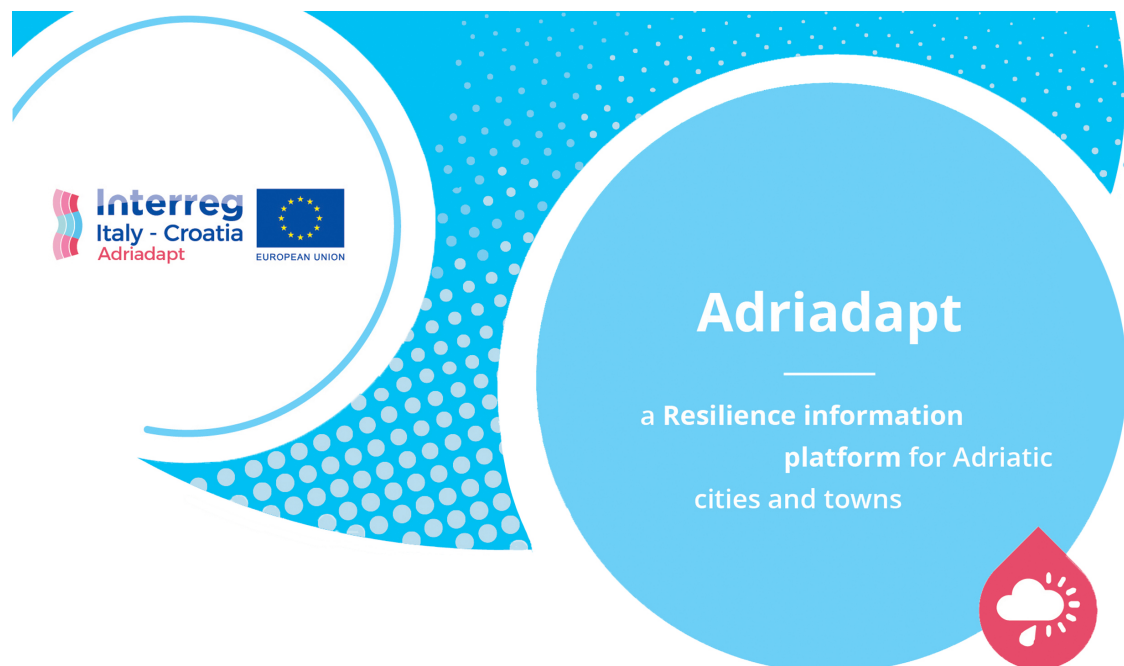 Interreg
Italy - Croatia
Adriadapt
EUROPEAN UNION
Adriadapt
a Resilience information
platform for Adriatic
cities and towns